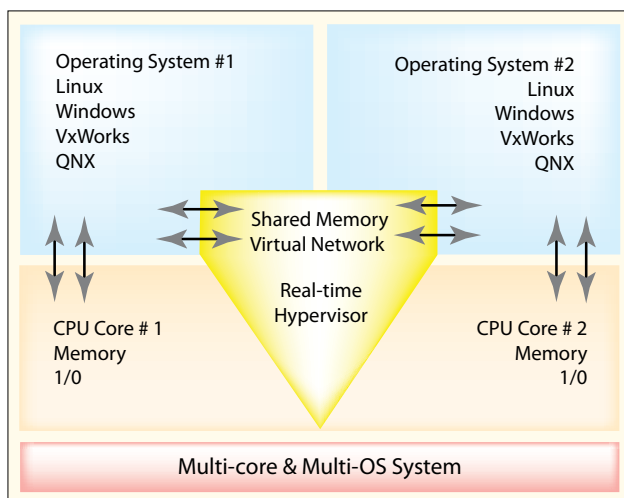 Operating System #1
Linux
Windows
VxWorks
QNX
Operating System #2
Linux
Windows
VxWorks
QNX
Shared Memory
Virtual Network
Real-time
Hypervisor
CPU Core # 1
Memory
1/0
CPU Core # 2
Memory
1/0
Multi-core & Multi-OS System